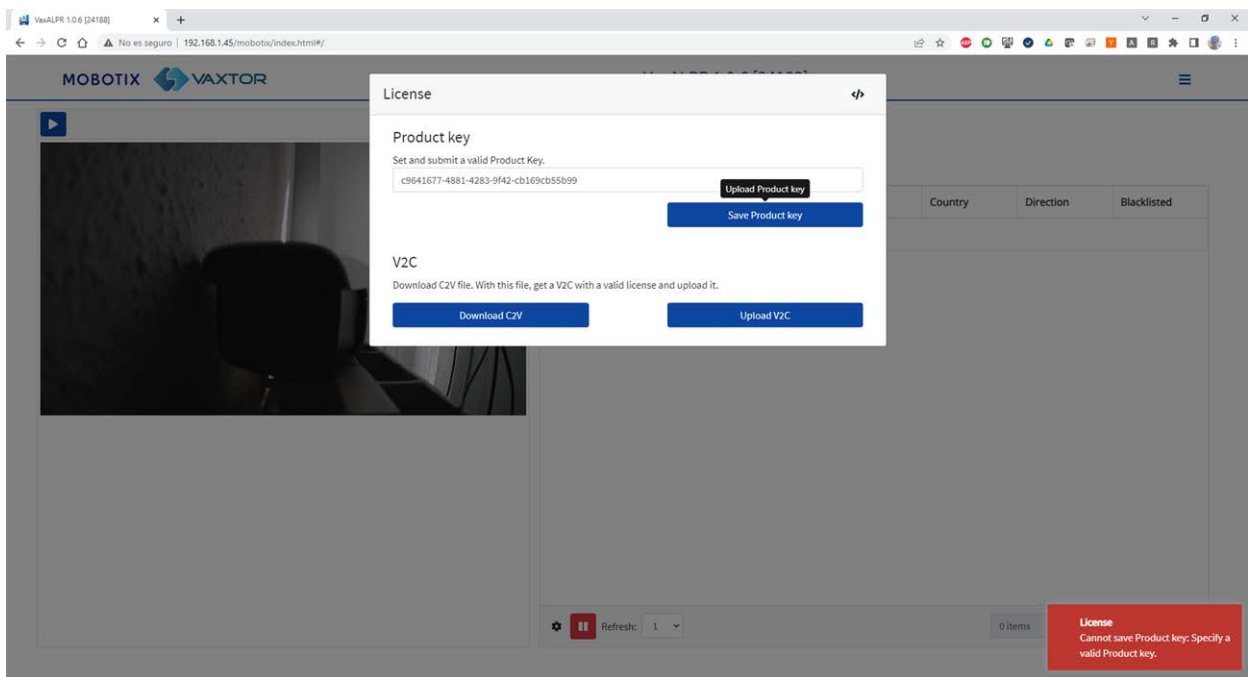 VaxALPR 1.0.6 [24188]
No es seguro | 192.168.1.45/mobotix/index.html#/
MOBOTIX VAXTOR
License
</>
Product key
Set and submit a valid Product Key.
c9641677-4881-4283-9f42-cb169cb55b99
Upload Product key
Save Product key
Country Direction Blacklisted
V2C
Download C2V file. With this file, get a V2C with a valid license and upload it.
Download C2V Upload V2C
Refresh: 1 0 items
License
Cannot save Product key: Specify a
valid Product key.